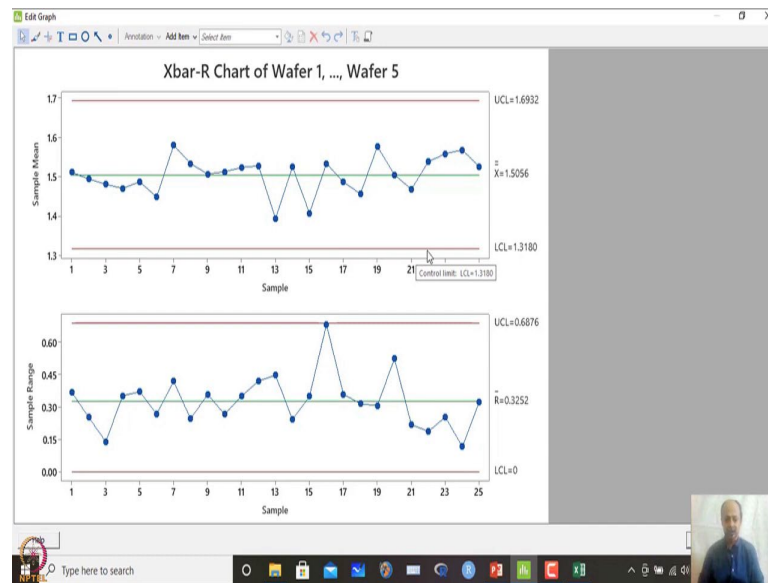 Edit Graph
T Annotation Add Item Select Item
Xbar-R Chart of Wafer 1, ..., Wafer 5
Sample Mean
1.7
1.6
1.5
1.4
1.3
UCL=1.6932
X=1.5056
LCL=1.3180
1 3 5 7 9 11 13 15 17 19 21
Control limit: LCL=1.3180
Sample
Sample Range
0.60
0.45
0.30
0.15
0.00
UCL=0.6876
R=0.3252
LCL=0
1 3 5 7 9 11 13 15 17 19 21 23 25
Sample
NPTEL
Type here to search